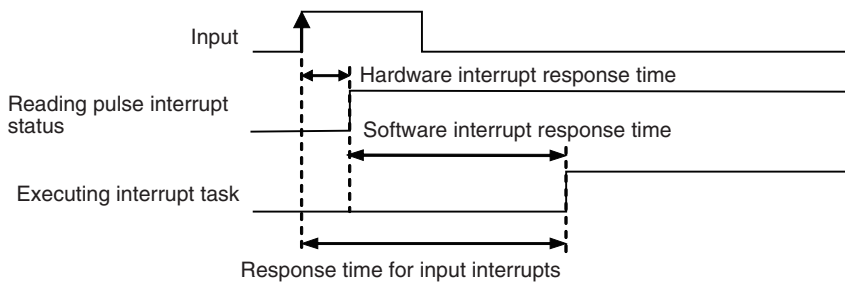 Input
Hardware interrupt response time
Reading pulse interrupt
status
Software interrupt response time
Executing interrupt task
Response time for input interrupts